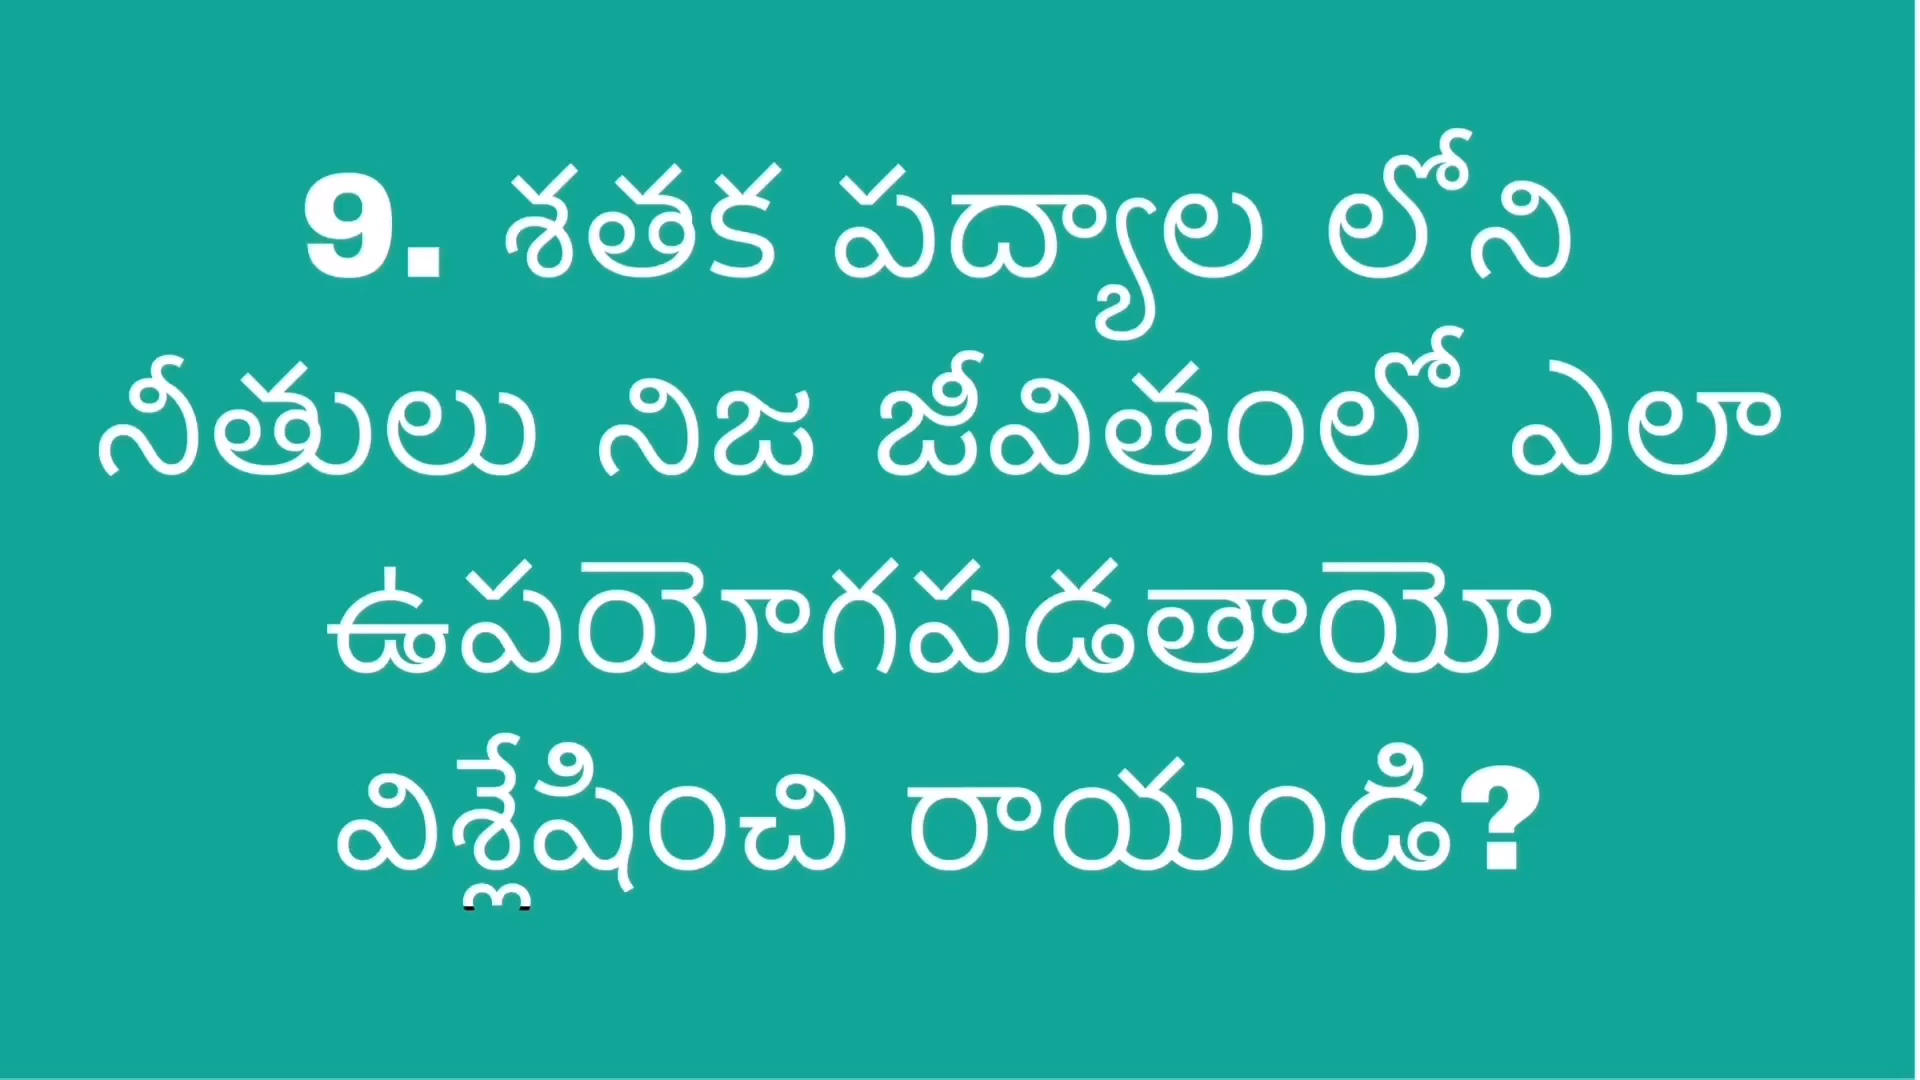 9. శతక పద్యాల లోని
నీతులు నిజ జీవితంలో ఎలా
ఉపయోగపడతాయో
విశ్లేషించి రాయండి?